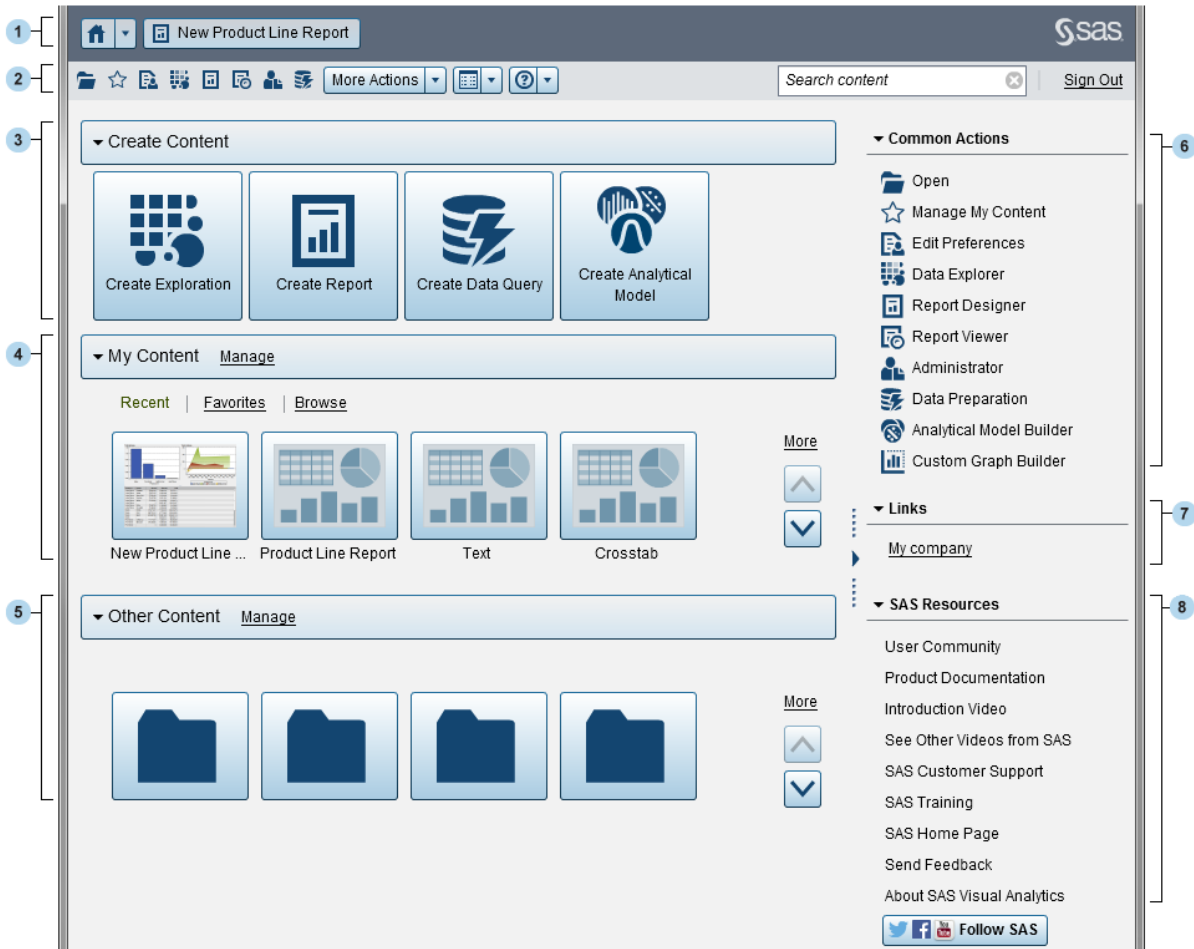 1
New Product Line Report
sas
2
More Actions
Search content
Sign Out
3
Create Content
Create Exploration
Create Report
Create Data Query
Create Analytical
Model
4
My Content Manage
Recent | Favorites | Browse
More
New Product Line ...
Product Line Report
Text
Crosstab
5
Other Content Manage
More
6
Common Actions
Open
Manage My Content
Edit Preferences
Data Explorer
Report Designer
Report Viewer
Administrator
Data Preparation
Analytical Model Builder
Custom Graph Builder
7
Links
My company
8
SAS Resources
User Community
Product Documentation
Introduction Video
See Other Videos from SAS
SAS Customer Support
SAS Training
SAS Home Page
Send Feedback
About SAS Visual Analytics
Follow SAS